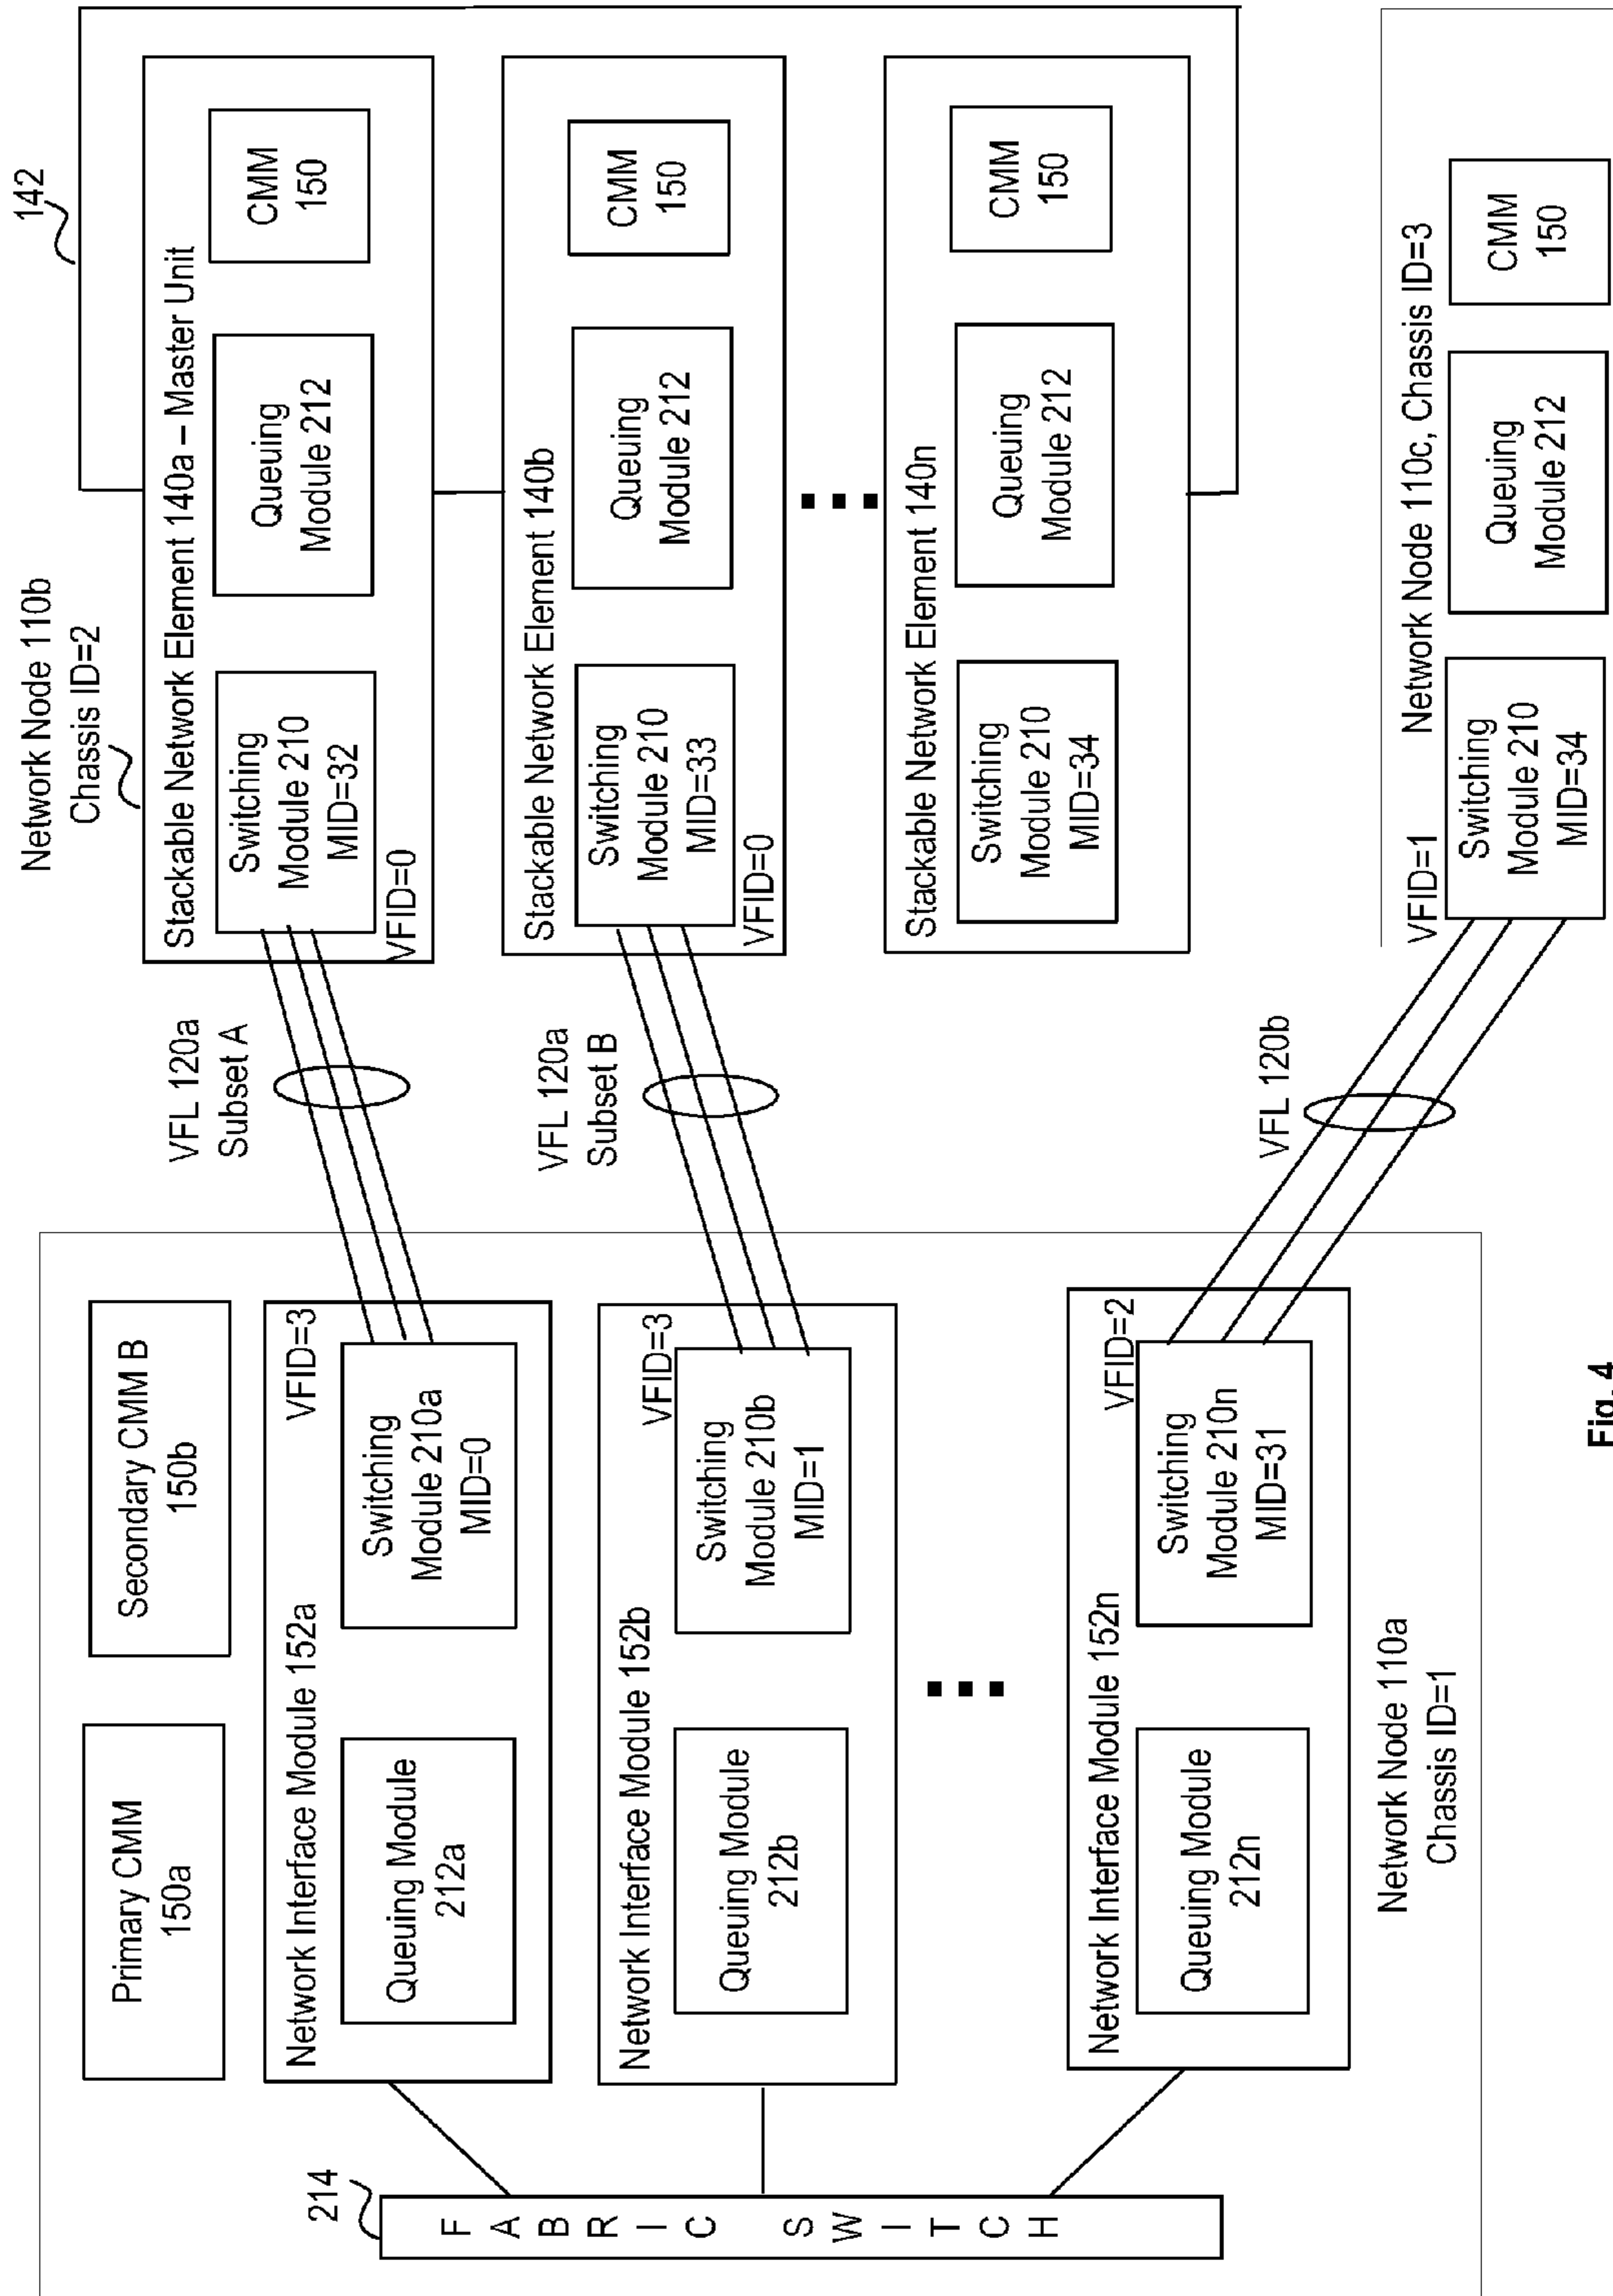 Primary CMM
150a
Secondary CMM B
150b
214
FABRIC SWITCH
Network Interface Module 152a
Queuing Module
212a
VFID=3
Switching
Module 210a
MID=0
Network Interface Module 152b
Queuing Module
212b
VFID=3
Switching
Module 210b
MID=1
Network Interface Module 152n
Queuing Module
212n
VFID=2
Switching
Module 210n
MID=31
Network Node 110a
Chassis ID=1
VFL 120a
Subset A
VFL 120a
Subset B
VFL 120b
Network Node 110b
Chassis ID=2
142
Stackable Network Element 140a – Master Unit
Switching
Module 210
MID=32
VFID=0
Queuing
Module 212
CMM
150
Stackable Network Element 140b
Switching
Module 210
MID=33
VFID=0
Queuing
Module 212
CMM
150
Stackable Network Element 140n
Switching
Module 210
MID=34
Queuing
Module 212
CMM
150
VFID=1
Network Node 110c, Chassis ID=3
Switching
Module 210
MID=34
Queuing
Module 212
CMM
150
Fig. 4